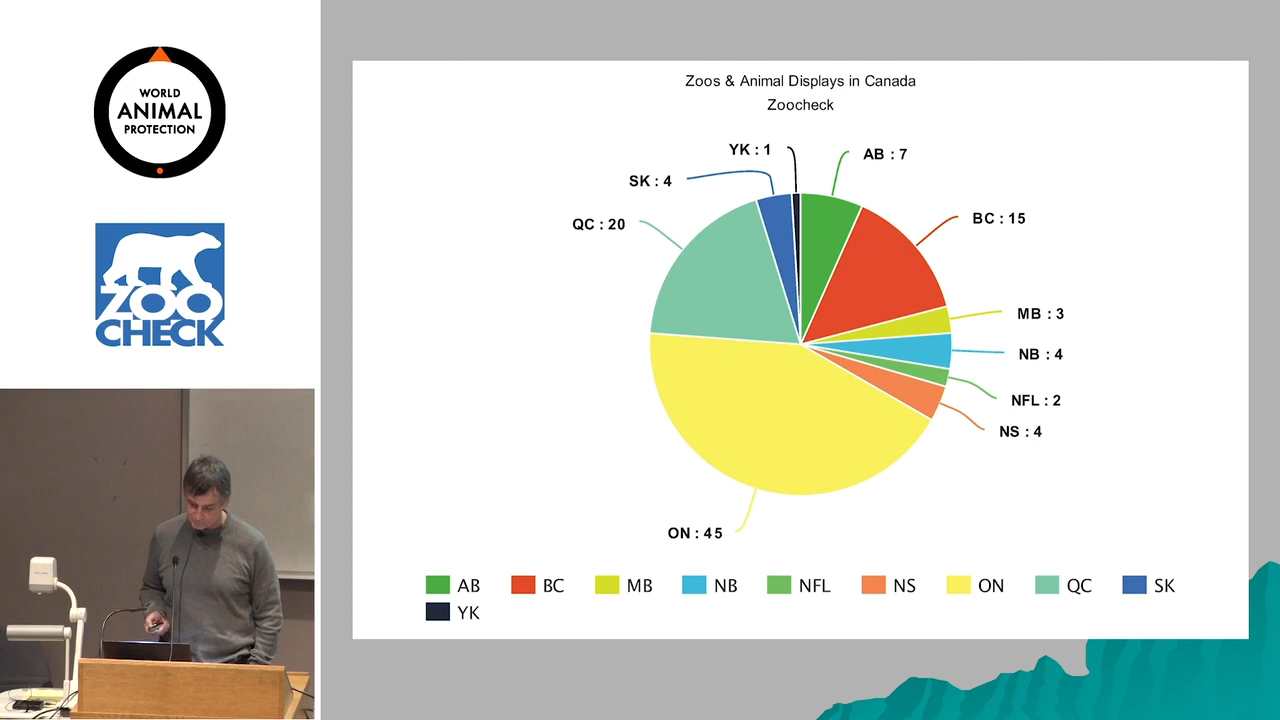 WORLD
ANIMAL
PROTECTION
ZOO
CHECK
Zoos & Animal Displays in Canada
Zoocheck
YK : 1
AB : 7
SK : 4
BC : 15
QC : 20
MB : 3
NB : 4
NFL : 2
NS : 4
ON : 45
AB
BC
MB
NB
NFL
NS
ON
QC
SK
YK